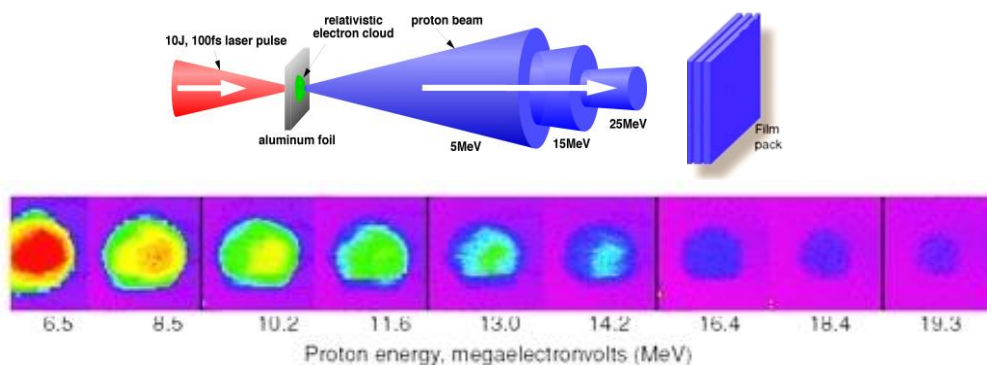 10J, 100fs laser pulse
relativistic
electron cloud
proton beam
aluminum foil
5MeV
15MeV
25MeV
Film
pack
6.5 8.5 10.2 11.6 13.0 14.2 16.4 18.4 19.3
Proton energy, megaelectronvolts (MeV)